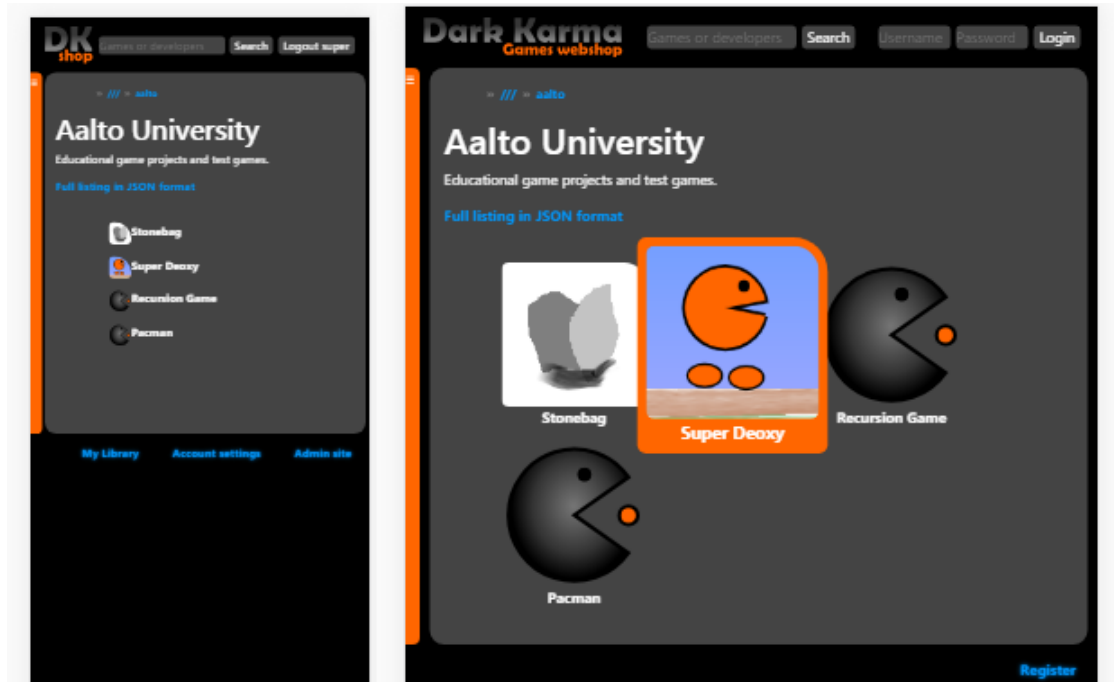 DK
shop
Games or developers Search Logout super
» /// » aalto
Aalto University
Educational game projects and test games.
Full listing in JSON format
Stonebag
Super Deoxy
Recursion Game
Pacman
My Library Account settings Admin site
Dark Karma
Games webshop
Games or developers Search Username Password Login
» /// » aalto
Aalto University
Educational game projects and test games.
Full listing in JSON format
Stonebag
Super Deoxy
Recursion Game
Pacman
Register